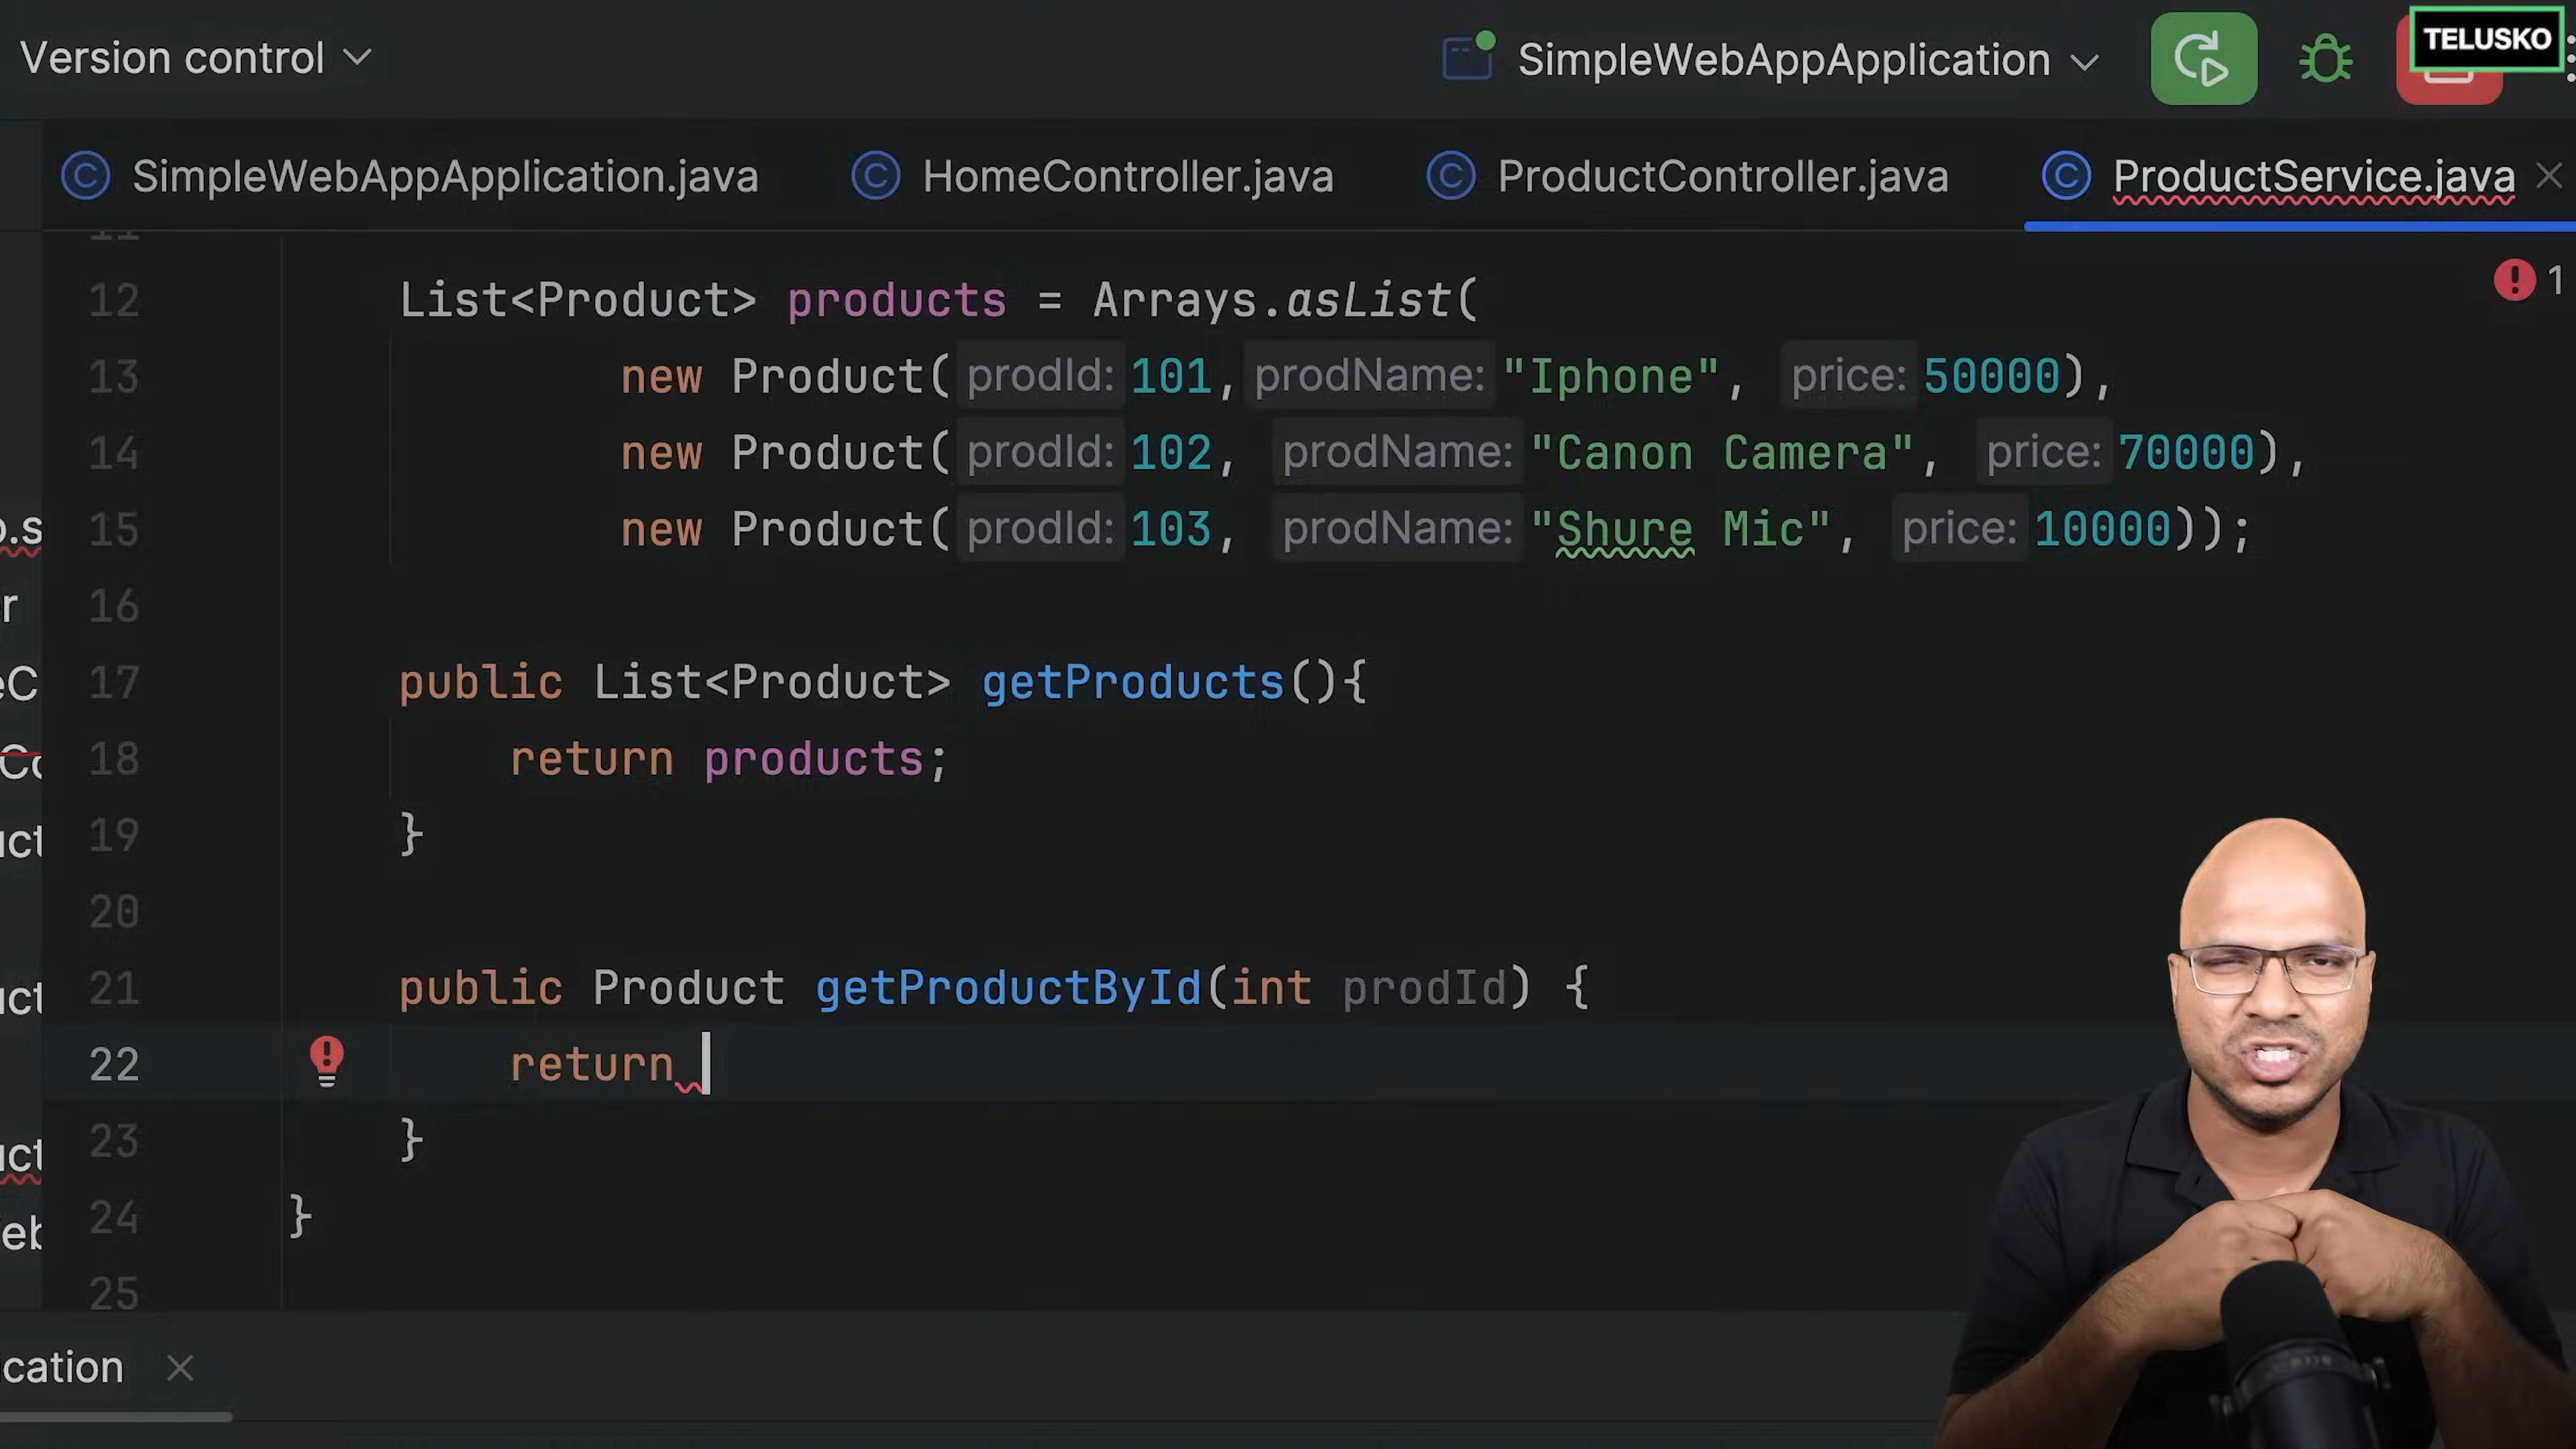 Version control
SimpleWebAppApplication
TELUSKO
SimpleWebAppApplication.java
HomeController.java
ProductController.java
ProductService.java
11
12 List<Product> products = Arrays.asList(
1
13 new Product( prodId: 101, prodName: "Iphone", price: 50000),
14 new Product( prodId: 102, prodName: "Canon Camera", price: 70000),
15 new Product( prodId: 103, prodName: "Shure Mic", price: 10000));
16
17 public List<Product> getProducts(){
18 return products;
19 }
20
21 public Product getProductById(int prodId) {
22 return
23 }
24 }
25
cation